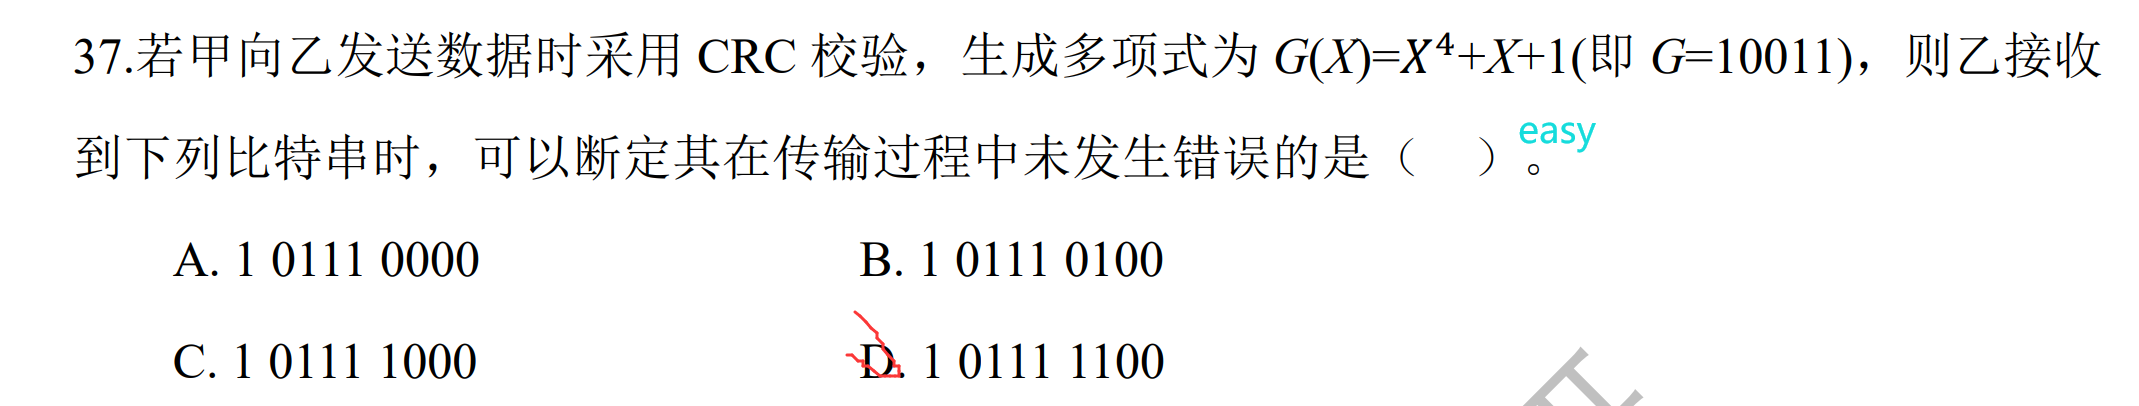 37.若甲向乙发送数据时采用 CRC 校验，生成多项式为 G(X)=X⁴+X+1(即 G=10011)，则乙接收
到下列比特串时，可以断定其在传输过程中未发生错误的是（　）。easy
A. 1 0111 0000　B. 1 0111 0100
C. 1 0111 1000　D. 1 0111 1100